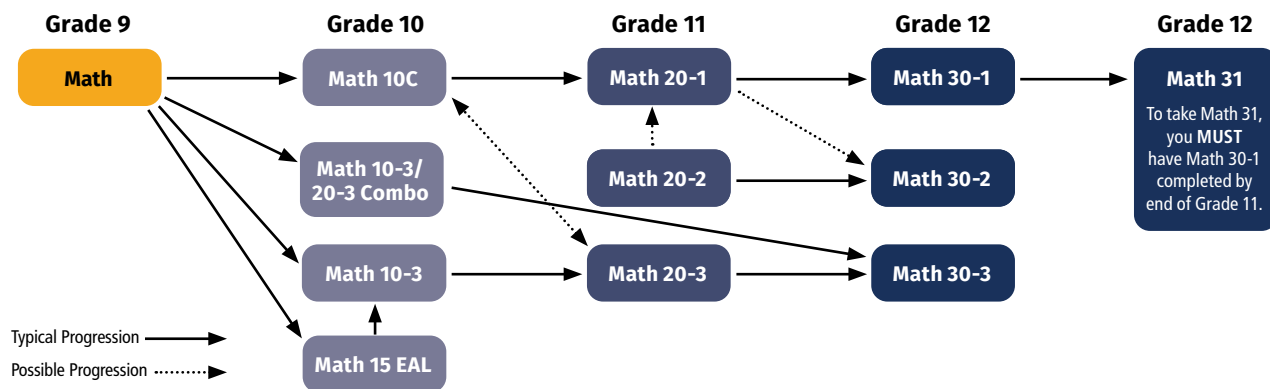 Grade 9
Grade 10
Grade 11
Grade 12
Grade 12
Math
Math 10C
Math 20-1
Math 30-1
Math 31
To take Math 31,
you MUST
have Math 30-1
completed by
end of Grade 11.
Math 10-3/
20-3 Combo
Math 20-2
Math 30-2
Math 10-3
Math 20-3
Math 30-3
Math 15 EAL
Typical Progression
Possible Progression